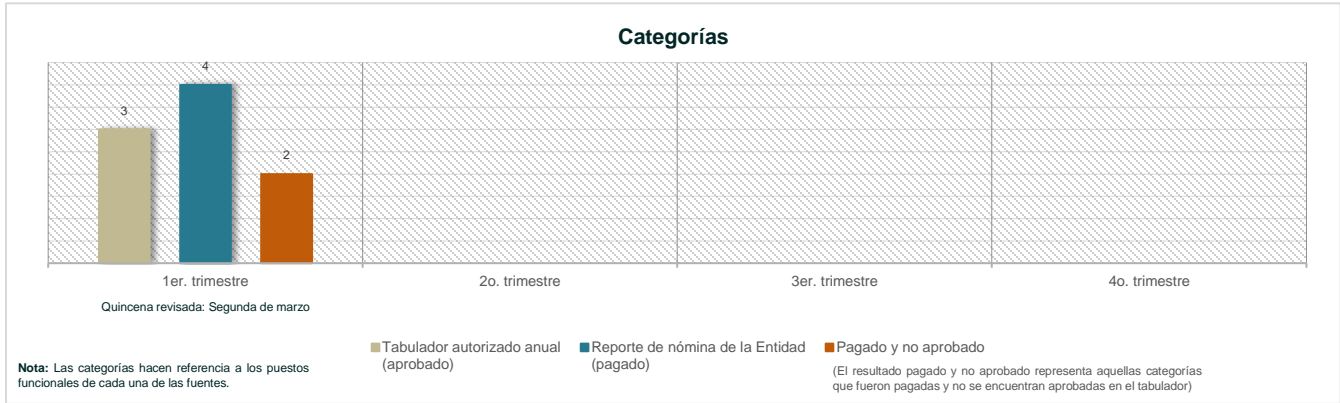 Categorías
4
3
2
1er. trimestre
2o. trimestre
3er. trimestre
4o. trimestre
Quincena revisada: Segunda de marzo
Tabulador autorizado anual
(aprobado)
Reporte de nómina de la Entidad
(pagado)
Pagado y no aprobado
(El resultado pagado y no aprobado representa aquellas categorías
que fueron pagadas y no se encuentran aprobadas en el tabulador)
Nota: Las categorías hacen referencia a los puestos
funcionales de cada una de las fuentes.